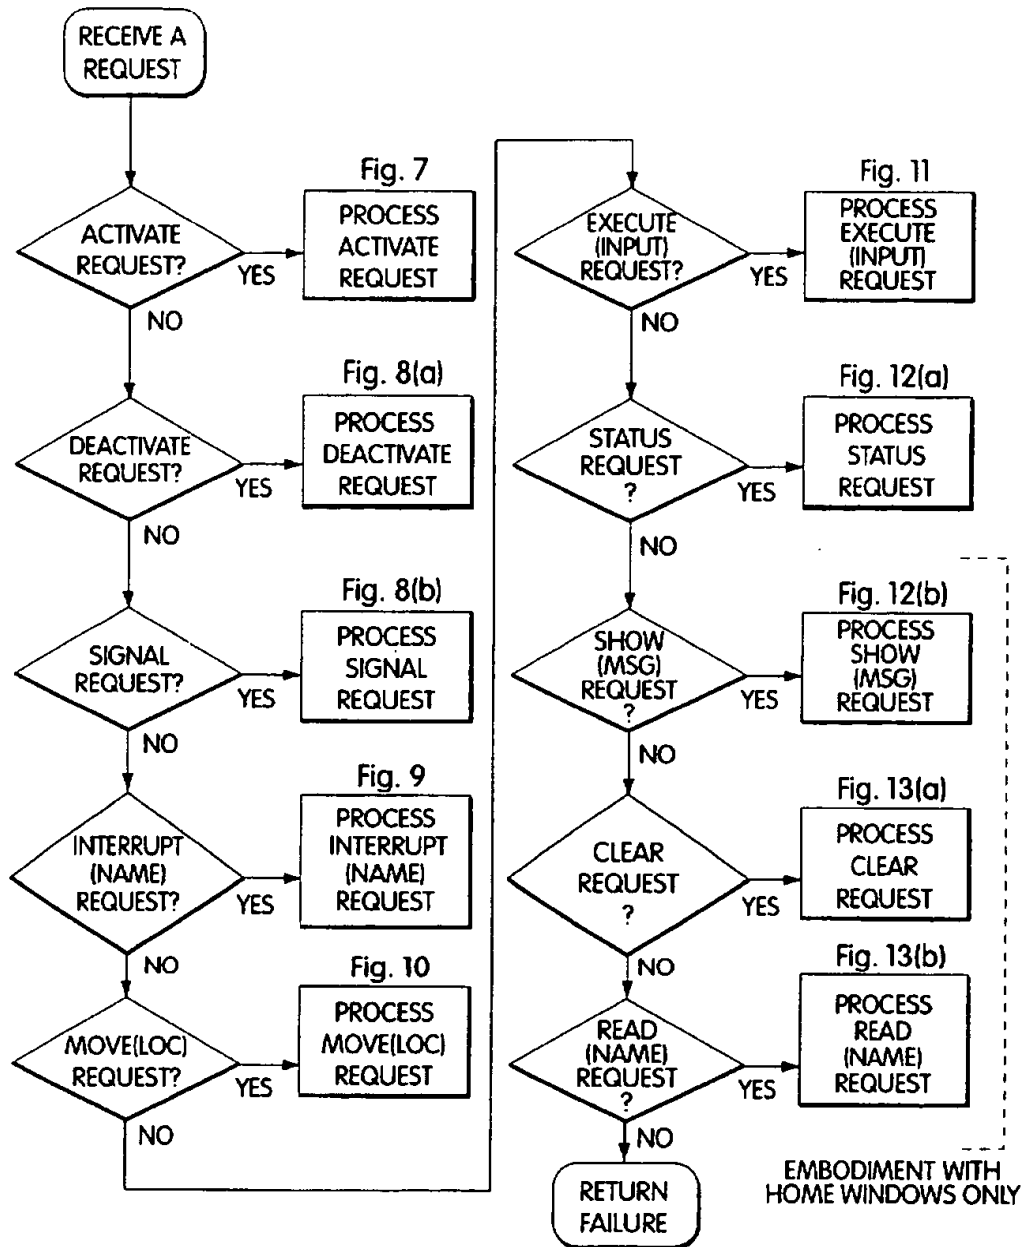 RECEIVE A
REQUEST
ACTIVATE
REQUEST?
YES
NO
Fig. 7
PROCESS
ACTIVATE
REQUEST
DEACTIVATE
REQUEST?
YES
NO
Fig. 8(a)
PROCESS
DEACTIVATE
REQUEST
SIGNAL
REQUEST?
YES
NO
Fig. 8(b)
PROCESS
SIGNAL
REQUEST
INTERRUPT
(NAME)
REQUEST?
YES
NO
Fig. 9
PROCESS
INTERRUPT
(NAME)
REQUEST
MOVE(LOC)
REQUEST?
YES
NO
Fig. 10
PROCESS
MOVE(LOC)
REQUEST
EXECUTE
(INPUT)
REQUEST?
YES
NO
Fig. 11
PROCESS
EXECUTE
(INPUT)
REQUEST
STATUS
REQUEST
?
YES
NO
Fig. 12(a)
PROCESS
STATUS
REQUEST
SHOW
(MSG)
REQUEST
?
YES
NO
Fig. 12(b)
PROCESS
SHOW
(MSG)
REQUEST
CLEAR
REQUEST
?
YES
NO
Fig. 13(a)
PROCESS
CLEAR
REQUEST
READ
(NAME)
REQUEST
?
YES
NO
Fig. 13(b)
PROCESS
READ
(NAME)
REQUEST
RETURN
FAILURE
EMBODIMENT WITH
HOME WINDOWS ONLY